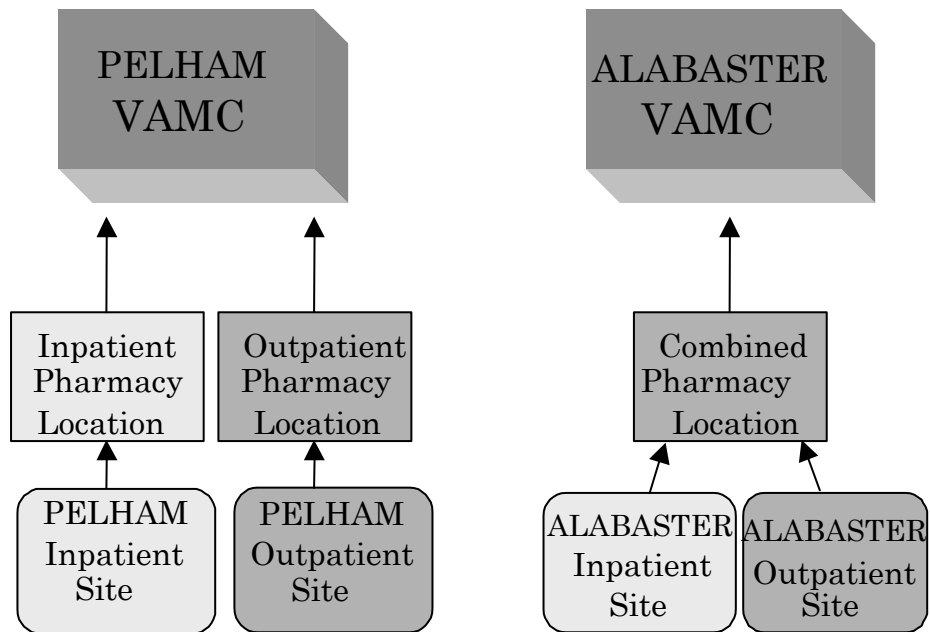 PELHAM
VAMC
ALABASTER
VAMC
Inpatient
Pharmacy
Location
Outpatient
Pharmacy
Location
Combined
Pharmacy
Location
PELHAM
Inpatient
Site
PELHAM
Outpatient
Site
ALABASTER
Inpatient
Site
ALABASTER
Outpatient
Site